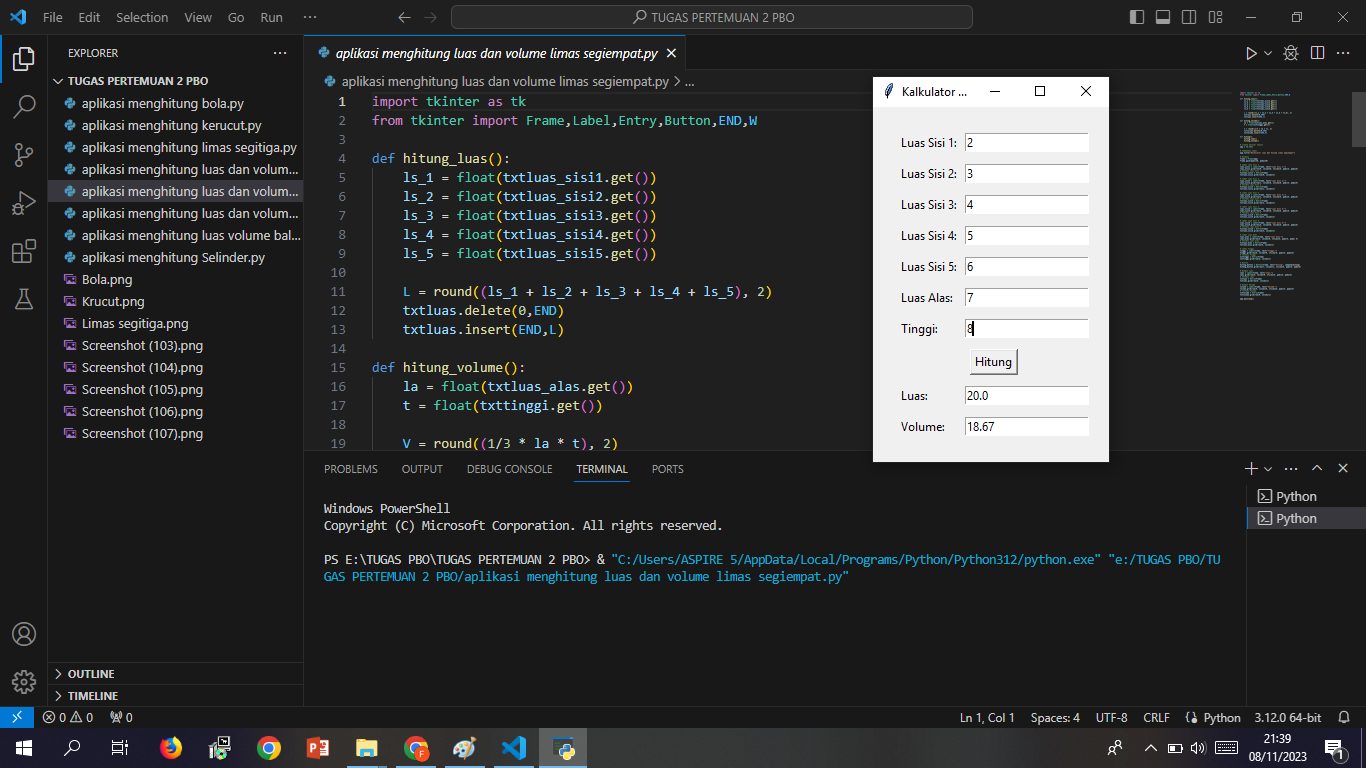 File Edit Selection View Go Run ··· TUGAS PERTEMUAN 2 PBO
EXPLORER
TUGAS PERTEMUAN 2 PBO
aplikasi menghitung bola.py
aplikasi menghitung kerucut.py
aplikasi menghitung limas segitiga.py
aplikasi menghitung luas dan volum...
aplikasi menghitung luas dan volum...
aplikasi menghitung luas dan volum...
aplikasi menghitung luas volume bal...
aplikasi menghitung Selinder.py
Bola.png
Krucut.png
Limas segitiga.png
Screenshot (103).png
Screenshot (104).png
Screenshot (105).png
Screenshot (106).png
Screenshot (107).png
OUTLINE
TIMELINE
aplikasi menghitung luas dan volume limas segiempat.py
aplikasi menghitung luas dan volume limas segiempat.py > ...
1 import tkinter as tk
2 from tkinter import Frame,Label,Entry,Button,END,W
3
4 def hitung_luas():
5 ls_1 = float(txtluas_sisi1.get())
6 ls_2 = float(txtluas_sisi2.get())
7 ls_3 = float(txtluas_sisi3.get())
8 ls_4 = float(txtluas_sisi4.get())
9 ls_5 = float(txtluas_sisi5.get())
10
11 L = round((ls_1 + ls_2 + ls_3 + ls_4 + ls_5), 2)
12 txtluas.delete(0,END)
13 txtluas.insert(END,L)
14
15 def hitung_volume():
16 la = float(txtluas_alas.get())
17 t = float(txttinggi.get())
18
19 V = round((1/3 * la * t), 2)
Kalkulator ...
Luas Sisi 1: 2
Luas Sisi 2: 3
Luas Sisi 3: 4
Luas Sisi 4: 5
Luas Sisi 5: 6
Luas Alas: 7
Tinggi: 8
Hitung
Luas: 20.0
Volume: 18.67
PROBLEMS OUTPUT DEBUG CONSOLE TERMINAL PORTS
Windows PowerShell
Copyright (C) Microsoft Corporation. All rights reserved.
PS E:\TUGAS PBO\TUGAS PERTEMUAN 2 PBO> & "C:/Users/ASPIRE 5/AppData/Local/Programs/Python/Python312/python.exe" "e:/TUGAS PBO/TU
GAS PERTEMUAN 2 PBO/aplikasi menghitung luas dan volume limas segiempat.py"
Python
Python
0 0 0 Ln 1, Col 1 Spaces: 4 UTF-8 CRLF Python 3.12.0 64-bit
21:39
08/11/2023
1